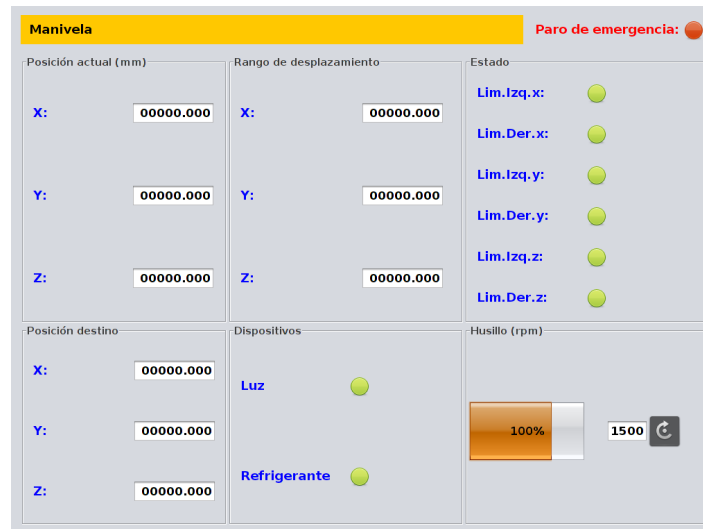 Manivela
Paro de emergencia:
Posición actual (mm)
X: 00000.000
Y: 00000.000
Z: 00000.000
Rango de desplazamiento
X: 00000.000
Y: 00000.000
Z: 00000.000
Estado
Lim.Izq.x:
Lim.Der.x:
Lim.Izq.y:
Lim.Der.y:
Lim.Izq.z:
Lim.Der.z:
Posición destino
X: 00000.000
Y: 00000.000
Z: 00000.000
Dispositivos
Luz
Refrigerante
Husillo (rpm)
100% 1500